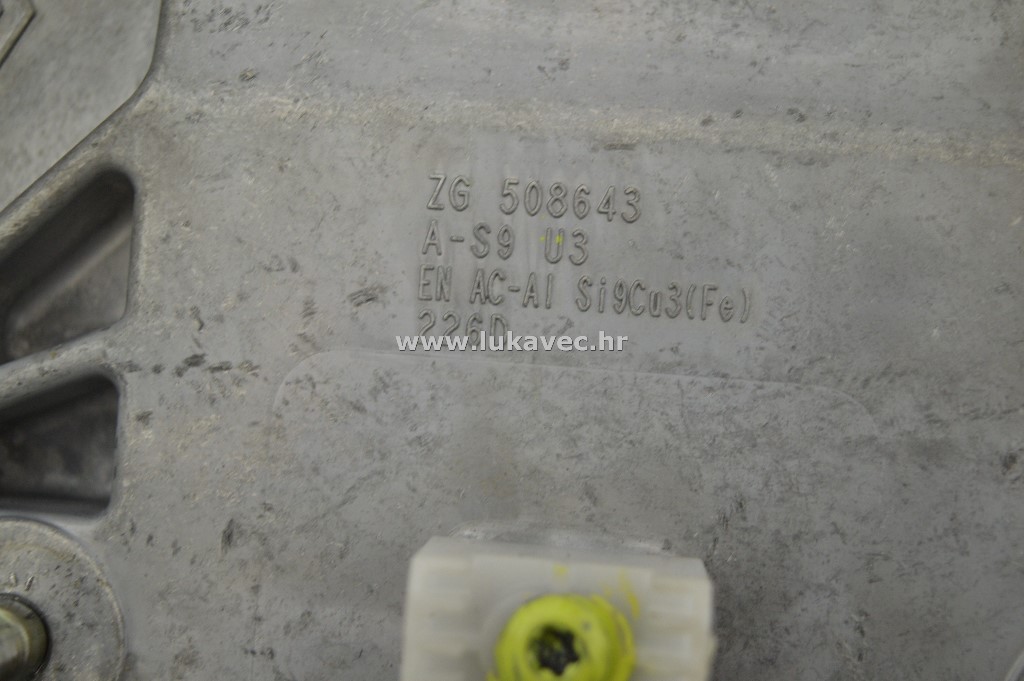 ZG 508643
A-S9 U3
EN AC-Al Si9Cu3(Fe)
226D
www.lukavec.hr